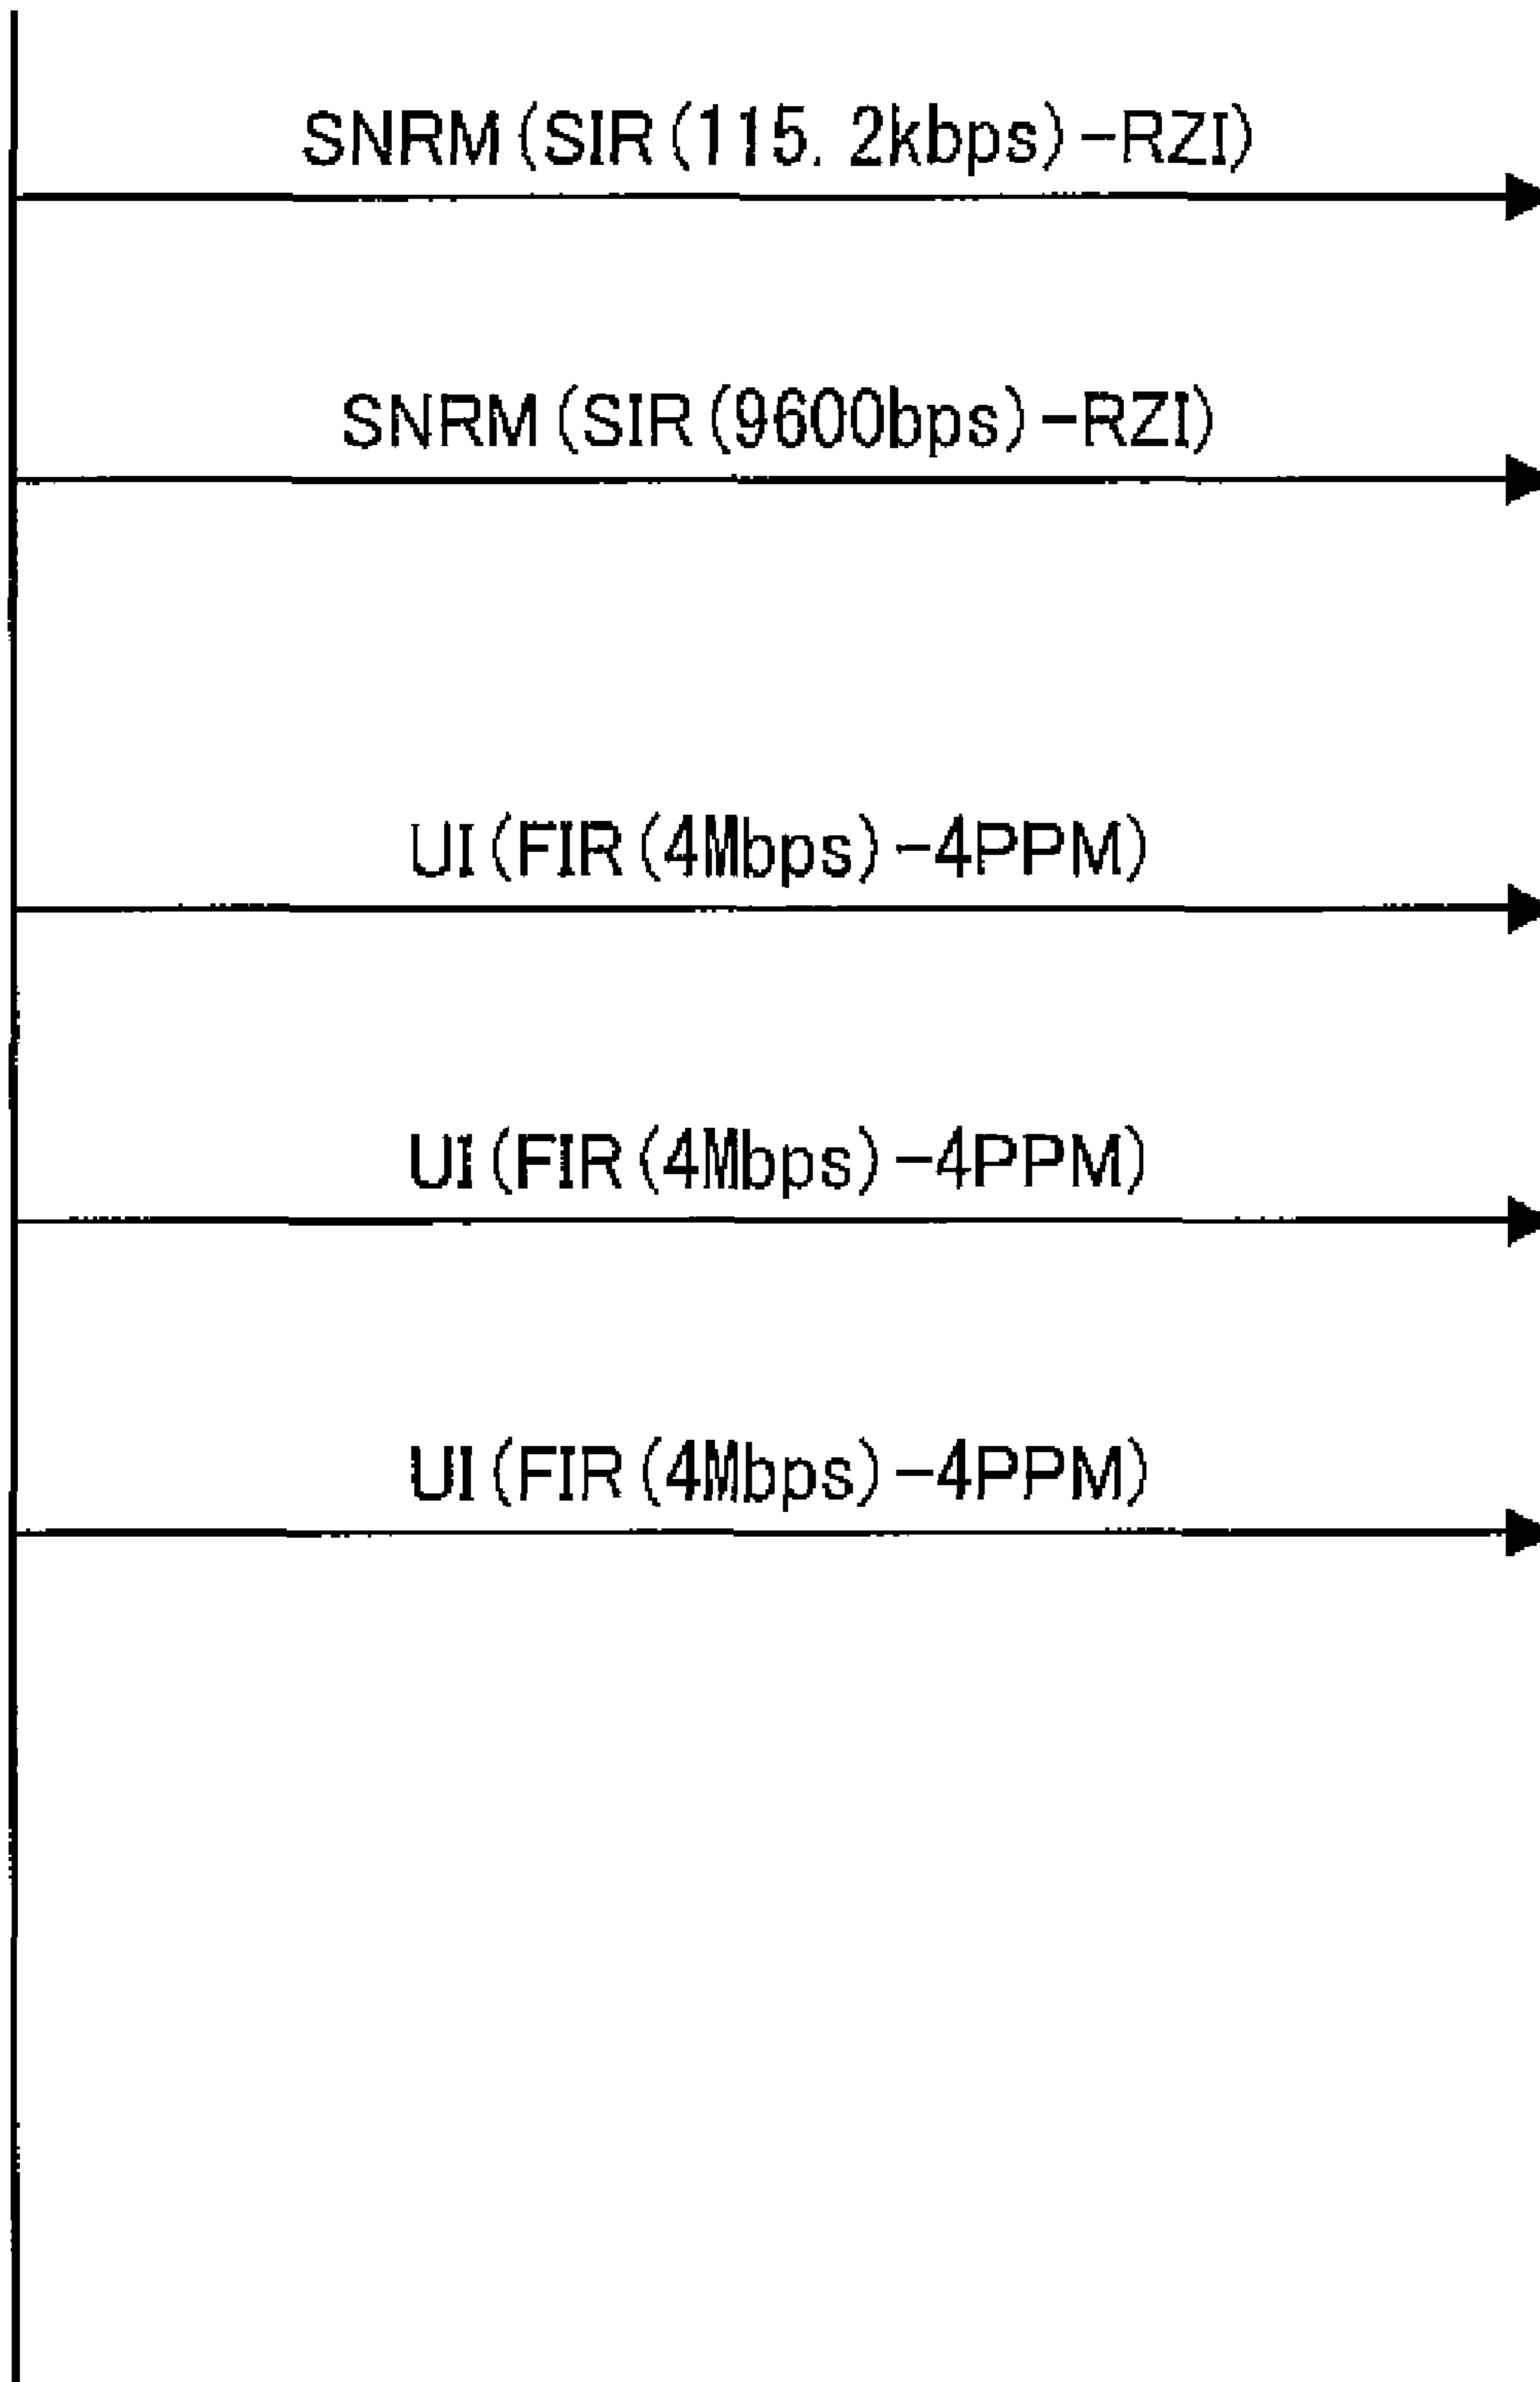 SNRM(SIR(115.2kbps)-RZI)
SNRM(SIR(9600bps)-RZI)
UI(FIR(4Mbps)-4PPM)
UI(FIR(4Mbps)-4PPM)
UI(FIR(4Mbps)-4PPM)